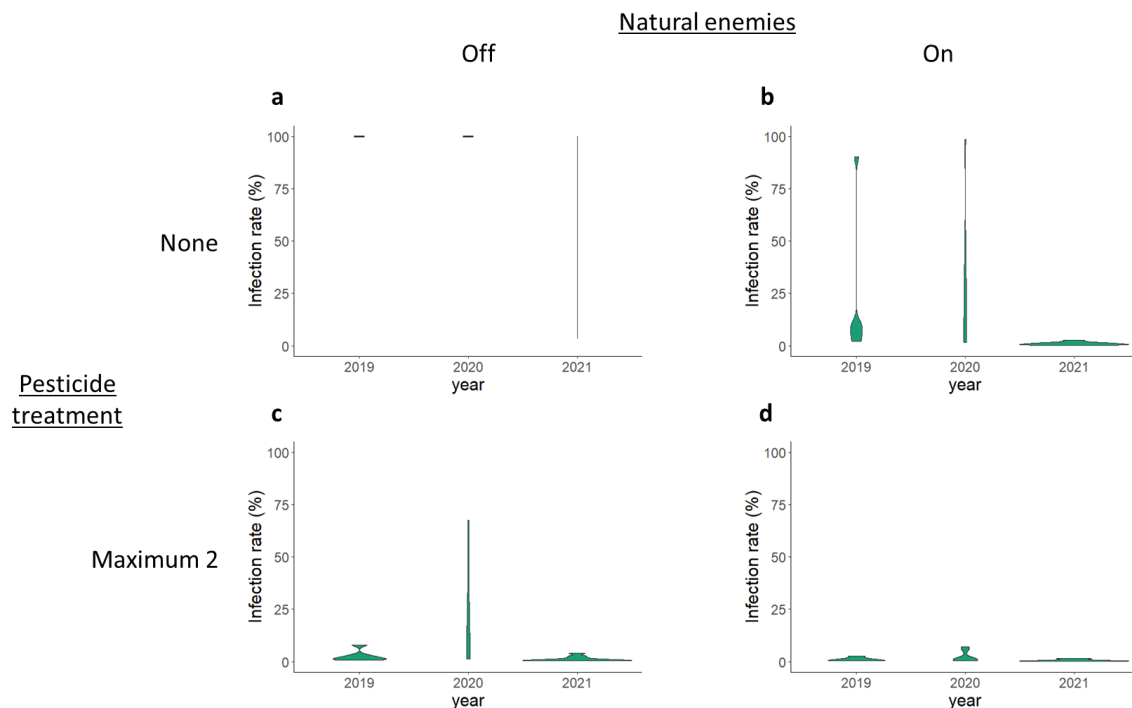 Natural enemies
Off
On
a
b
100
75
50
25
0
Infection rate (%)
2019
2020
2021
year
100
75
50
25
0
Infection rate (%)
2019
2020
2021
year
None
Pesticide
treatment
c
d
100
75
50
25
0
Infection rate (%)
2019
2020
2021
year
100
75
50
25
0
Infection rate (%)
2019
2020
2021
year
Maximum 2